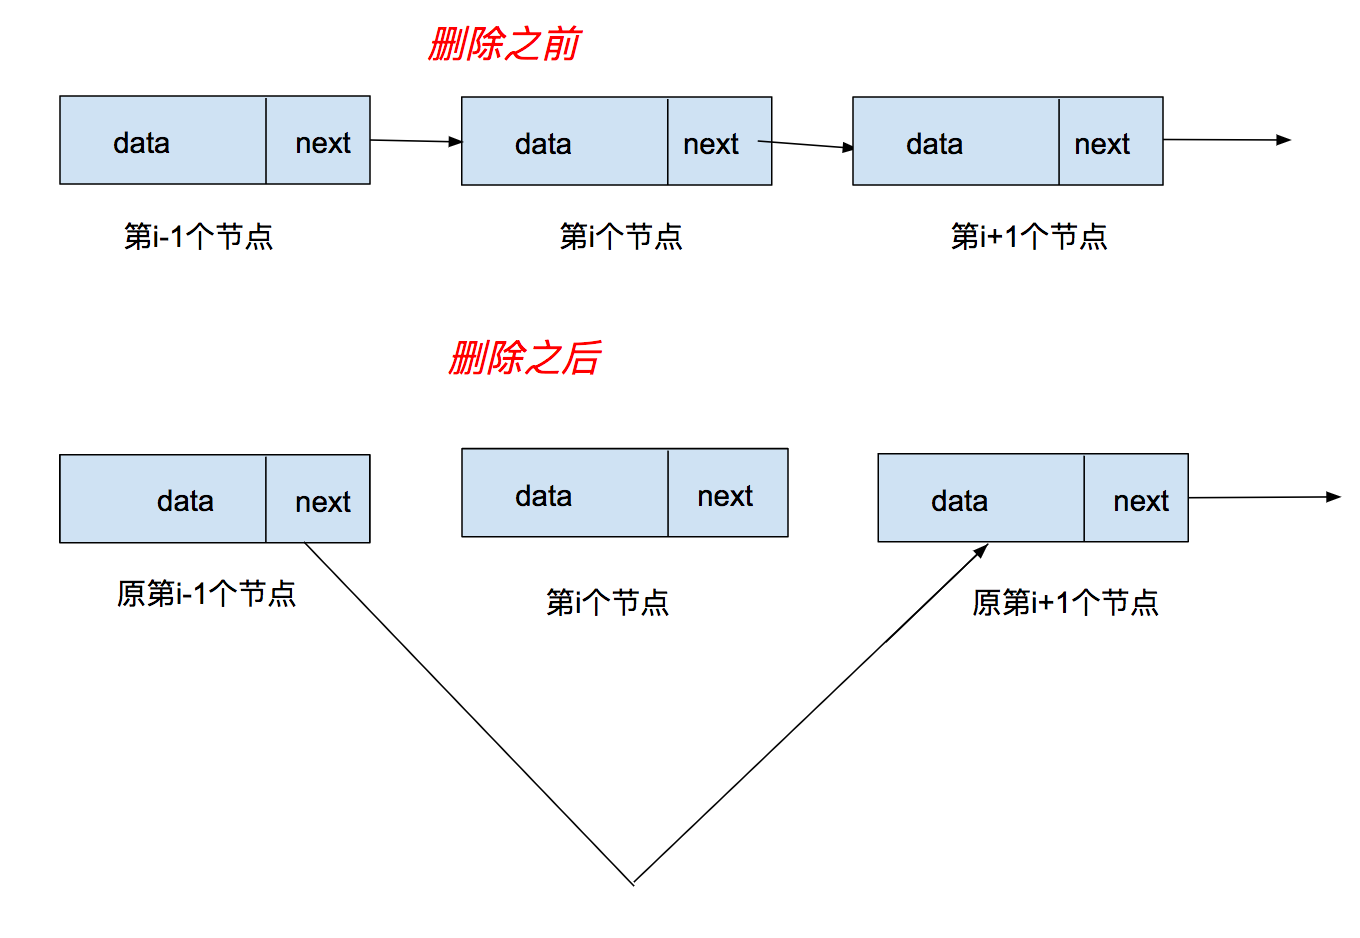 删除之前
data next data next data next
第i-1个节点 第i个节点 第i+1个节点
删除之后
data next data next data next
原第i-1个节点 第i个节点 原第i+1个节点